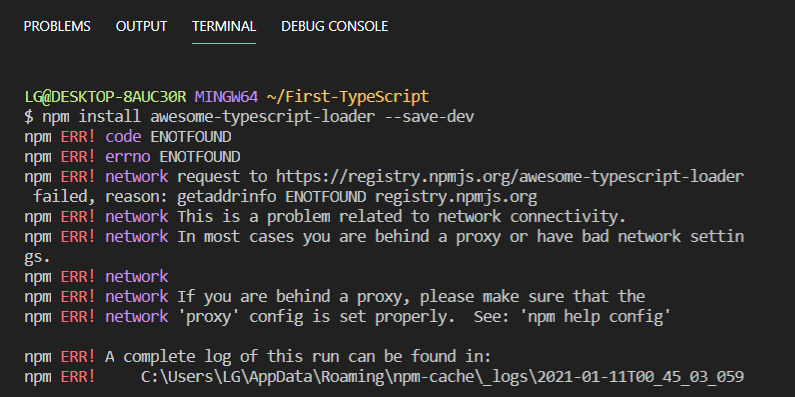 PROBLEMS OUTPUT TERMINAL DEBUG CONSOLE
LG@DESKTOP-8AUC30R MINGW64 ~/First-TypeScript
$ npm install awesome-typescript-loader --save-dev
npm ERR! code ENOTFOUND
npm ERR! errno ENOTFOUND
npm ERR! network request to https://registry.npmjs.org/awesome-typescript-loader
failed, reason: getaddrinfo ENOTFOUND registry.npmjs.org
npm ERR! network This is a problem related to network connectivity.
npm ERR! network In most cases you are behind a proxy or have bad network settin
gs.
npm ERR! network
npm ERR! network If you are behind a proxy, please make sure that the
npm ERR! network 'proxy' config is set properly.  See: 'npm help config'
npm ERR! A complete log of this run can be found in:
npm ERR!     C:\Users\LG\AppData\Roaming\npm-cache\_logs\2021-01-11T00_45_03_059